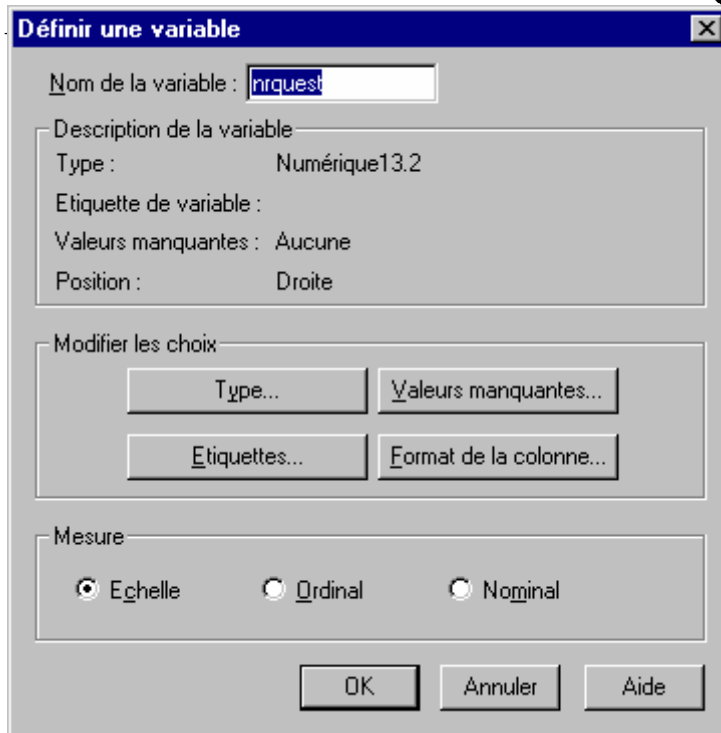 Définir une variable
Nom de la variable : nrquest
Description de la variable
Type : Numérique13.2
Etiquette de variable :
Valeurs manquantes : Aucune
Position : Droite
Modifier les choix
Type... Valeurs manquantes...
Etiquettes... Format de la colonne...
Mesure
Echelle Ordinal Nominal
OK Annuler Aide